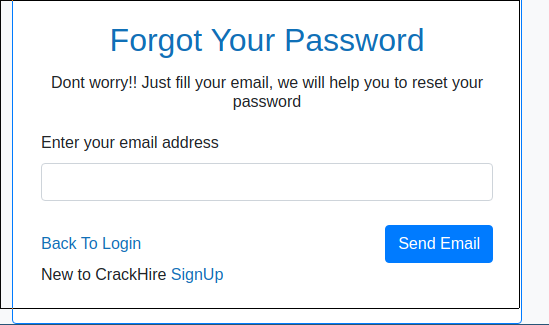 Forgot Your Password
Dont worry!! Just fill your email, we will help you to reset your
password
Enter your email address
Back To Login
Send Email
New to CrackHire SignUp